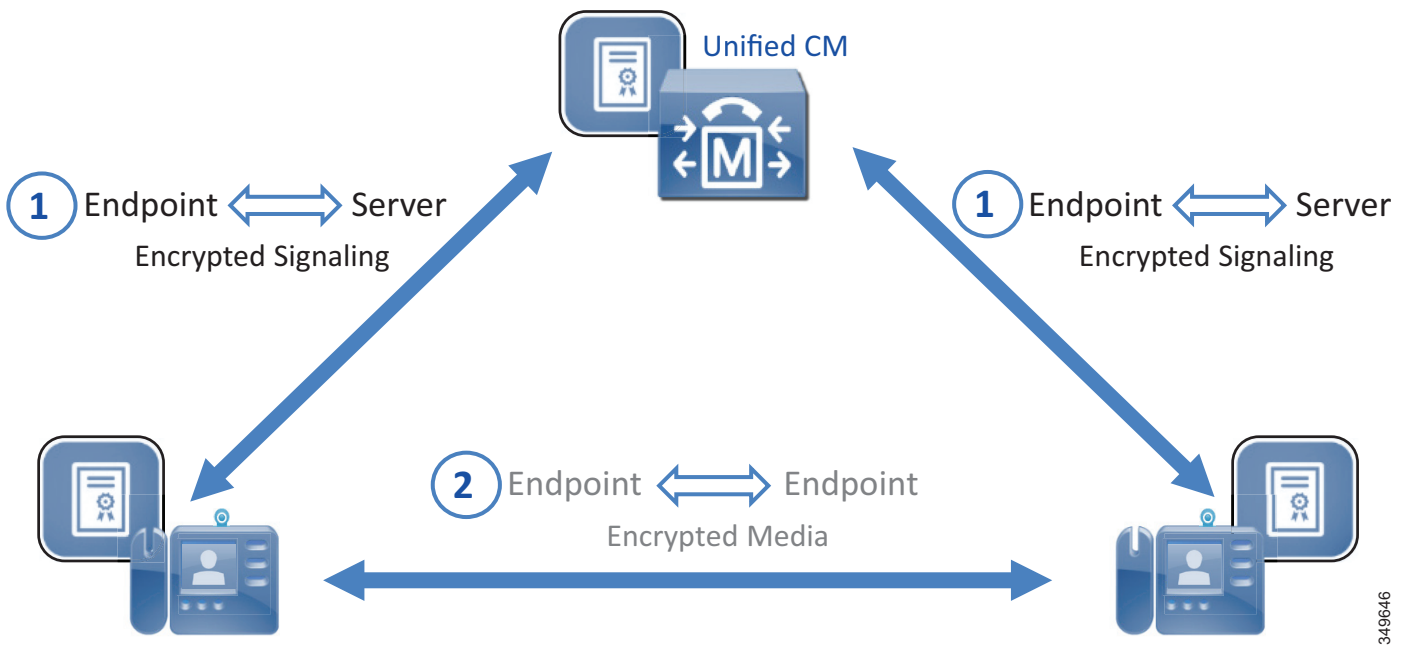 Unified CM
M
1 Endpoint Server
Encrypted Signaling
1 Endpoint Server
Encrypted Signaling
2 Endpoint Endpoint
Encrypted Media
349646